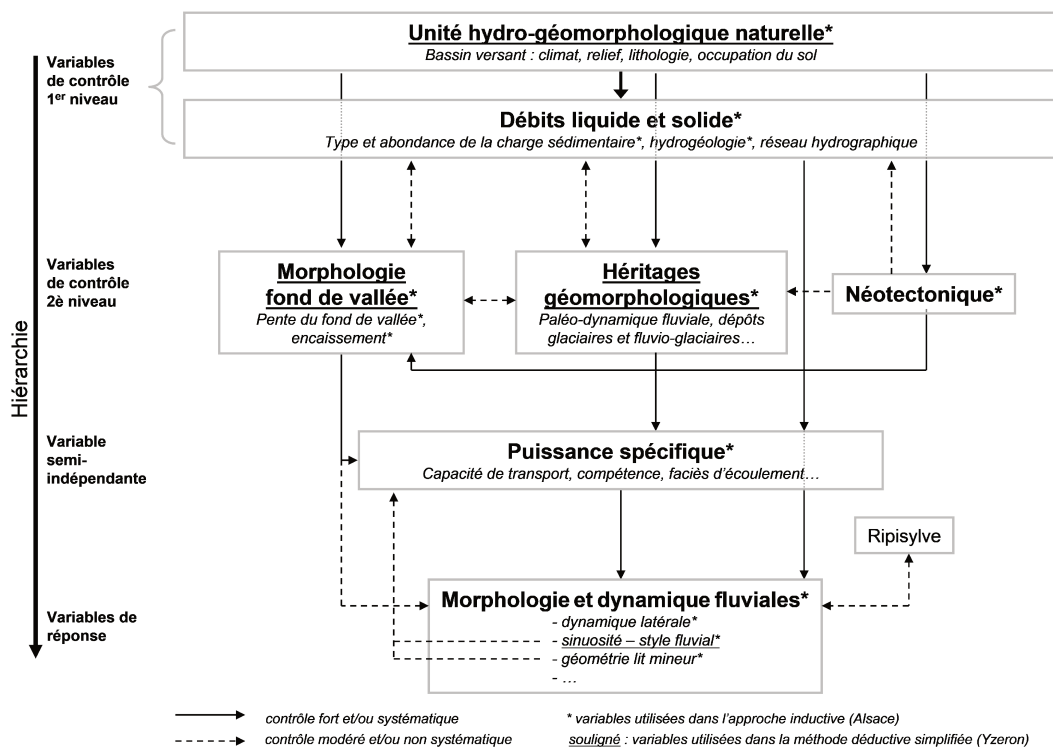 Unité hydro-géomorphologique naturelle*
Bassin versant : climat, relief, lithologie, occupation du sol
Variables
de contrôle
1er niveau
Débits liquide et solide*
Type et abondance de la charge sédimentaire*, hydrogéologie*, réseau hydrographique
Hiérarchie
Variables
de contrôle
2è niveau
Morphologie
fond de vallée*
Pente du fond de vallée*,
encaissement*
Héritages
géomorphologiques*
Paléo-dynamique fluviale, dépôts
glaciaires et fluvio-glaciaires…
Néotectonique*
Variable
semi-
indépendante
Puissance spécifique*
Capacité de transport, compétence, faciès d’écoulement…
Ripisylve
Variables de
réponse
Morphologie et dynamique fluviales*
- dynamique latérale*
- sinuosité – style fluvial*
- géométrie lit mineur*
- …
contrôle fort et/ou systématique
* variables utilisées dans l’approche inductive (Alsace)
contrôle modéré et/ou non systématique
souligné : variables utilisées dans la méthode déductive simplifiée (Yzeron)